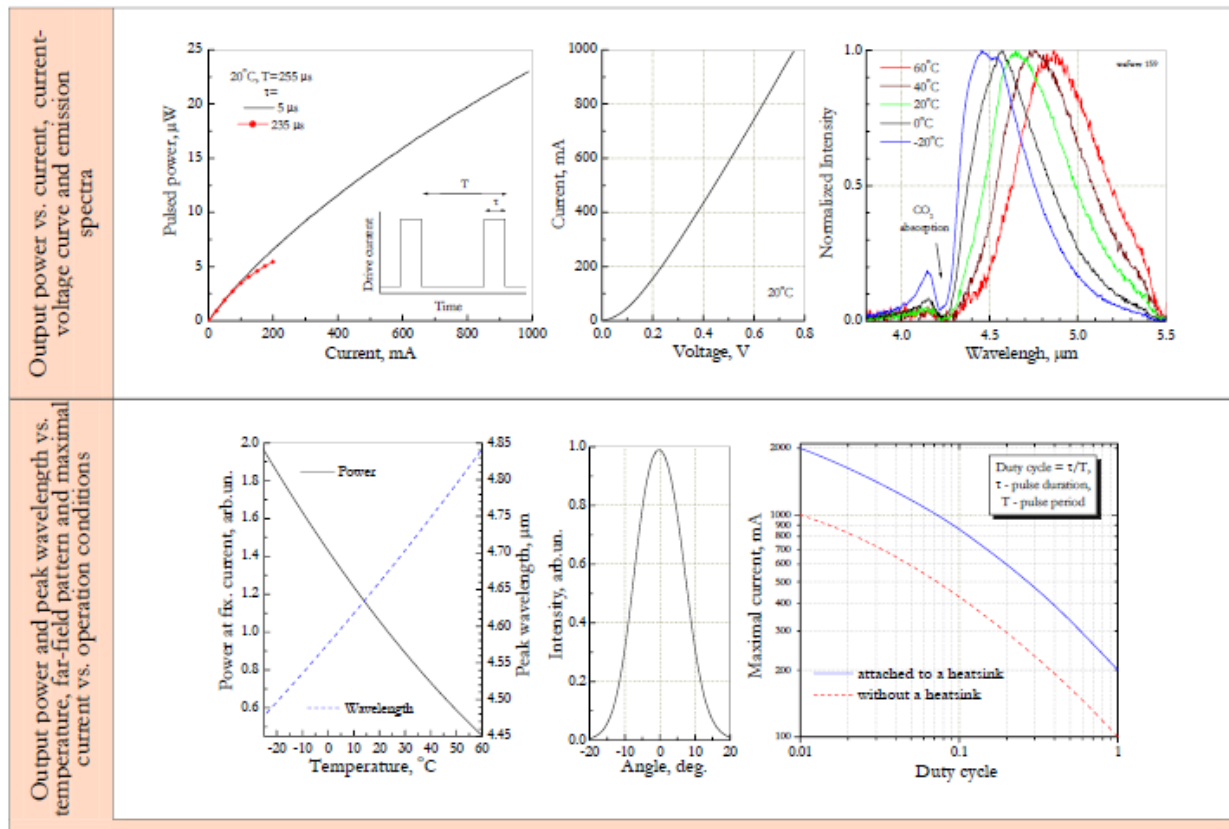 Output power vs. current, current-
voltage curve and emission
spectra
Pulsed power, µW
25
20
15
10
5
0
20°C, T=255 µs
τ=
5 µs
235 µs
T
τ
Drive current
Time
0
200
400
600
800
1000
Current, mA
Current, mA
1000
800
600
400
200
0
20°C
0.0
0.2
0.4
0.6
0.8
Voltage, V
Normalized Intensity
1.0
0.5
0.0
60°C
40°C
20°C
0°C
-20°C
CO2
absorption
4.0
4.5
5.0
5.5
Wavelengh, µm
Output power and peak wavelength vs.
temperature, far-field pattern and maximal
current vs. operation conditions
Power at fix. current, arb.un.
2.0
1.8
1.6
1.4
1.2
1.0
0.8
0.6
Power
Wavelength
4.85
4.80
4.75
4.70
4.65
4.60
4.55
4.50
4.45
Peak wavelength, µm
-20
-10
0
10
20
30
40
50
60
Temperature, °C
Intensity, arb.un.
1.0
0.8
0.6
0.4
0.2
0.0
-20
-10
0
10
20
Angle, deg.
Maximal current, mA
2000
1000
900
800
700
600
500
400
300
200
100
Duty cycle = τ/T,
τ - pulse duration,
T - pulse period
attached to a heatsink
without a heatsink
0.01
0.1
1
Duty cycle